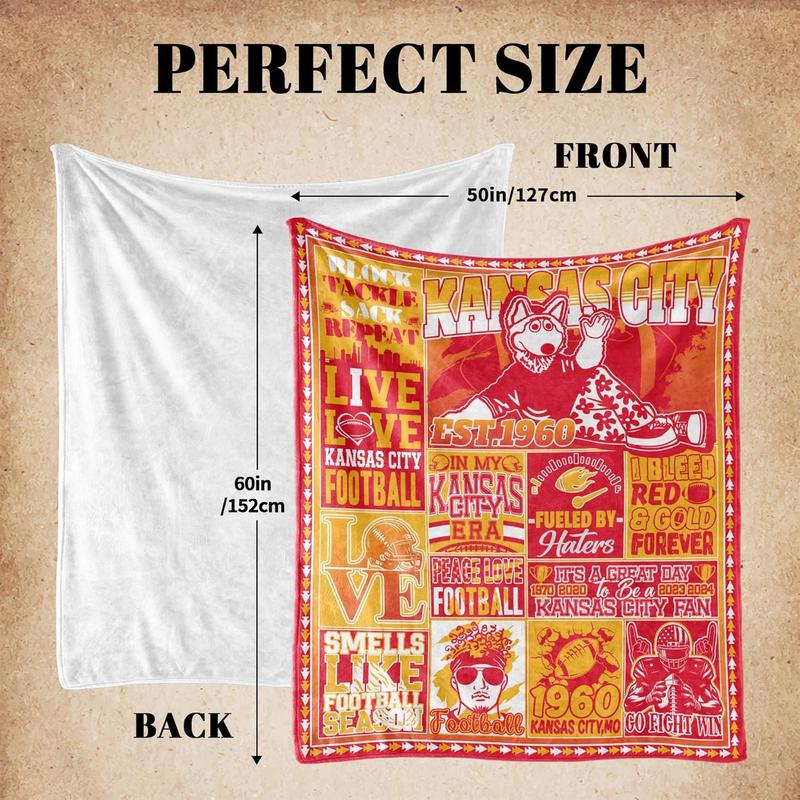 PERFECT SIZE
FRONT
50in/127cm
60in
/152cm
BACK
BLOCK
TACKLE
SACK
REPEAT
LIVE
LOVE
KANSAS CITY
FOOTBALL
KANSAS CITY
EST.1960
IN MY
KANSAS
CITY
ERA
FUELED BY
Haters
I BLEED
RED
& GOLD
FOREVER
LOVE
PEACE LOVE
FOOTBALL
IT'S A GREAT DAY
1970 2020 to Be a 2023 2024
KANSAS CITY FAN
SMELLS
LIKE
FOOTBALL
SEASON
Football
1960
KANSAS CITY,MO
GO FIGHT WIN